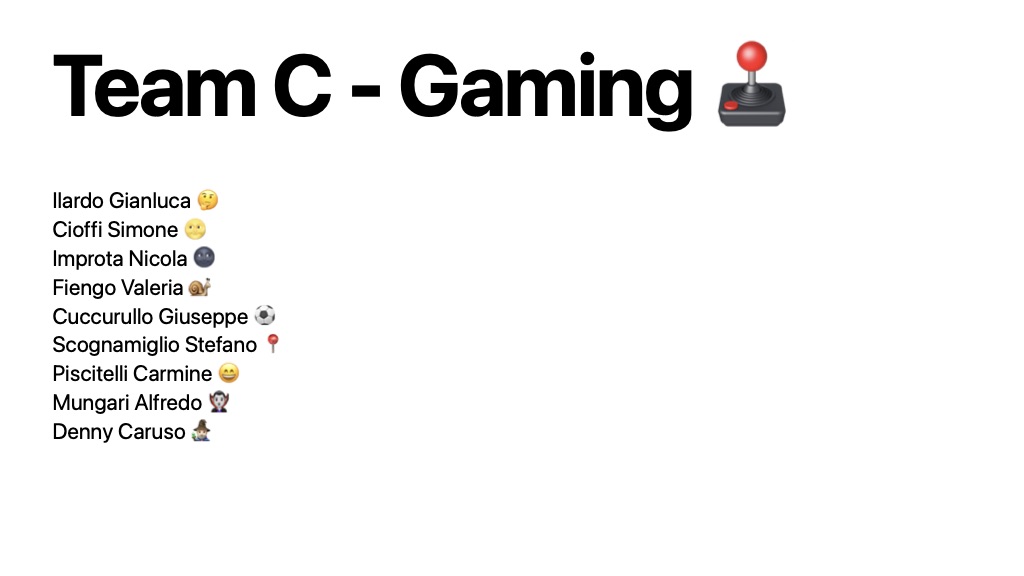 Team C - Gaming 🕹️
Ilardo Gianluca 🤔
Cioffi Simone 🌝
Improta Nicola 🌚
Fiengo Valeria 🐌
Cuccurullo Giuseppe ⚽
Scognamiglio Stefano 📍
Piscitelli Carmine 😄
Mungari Alfredo 🧛🏻‍♂️
Denny Caruso 🧙🏻‍♂️